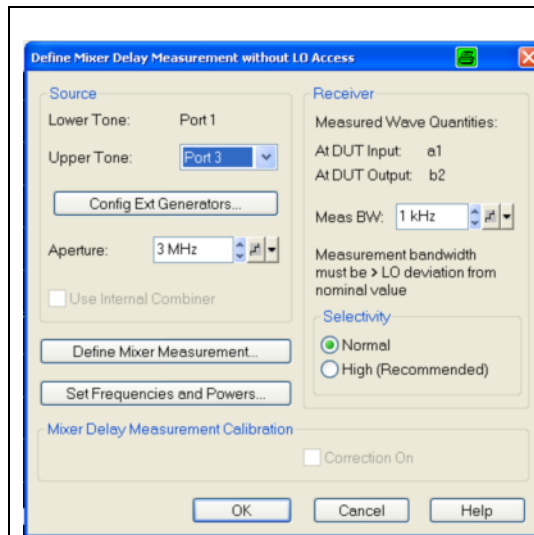 Define Mixer Delay Measurement without LO Access
Source
Lower Tone: Port 1
Upper Tone: Port 3
Config Ext Generators...
Aperture: 3 MHz
Use Internal Combiner
Define Mixer Measurement...
Set Frequencies and Powers...
Receiver
Measured Wave Quantities:
At DUT Input: a1
At DUT Output: b2
Meas BW: 1 kHz
Measurement bandwidth
must be > LO deviation from
nominal value
Selectivity
Normal
High (Recommended)
Mixer Delay Measurement Calibration
Correction On
OK Cancel Help